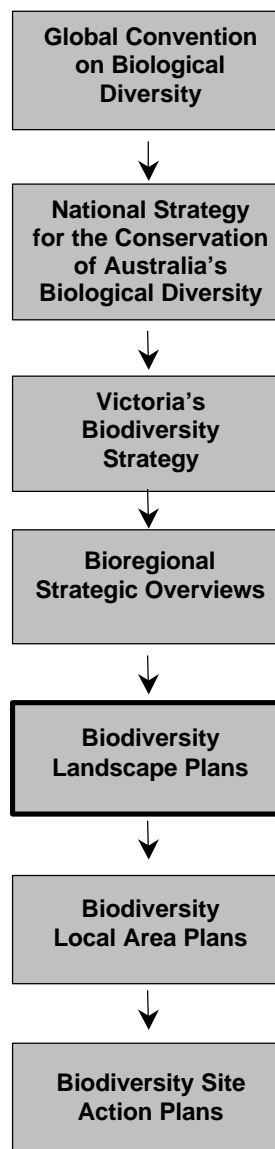 Global Convention
on Biological
Diversity
National Strategy
for the Conservation
of Australia's
Biological Diversity
Victoria's
Biodiversity
Strategy
Bioregional
Strategic Overviews
Biodiversity
Landscape Plans
Biodiversity
Local Area Plans
Biodiversity Site
Action Plans